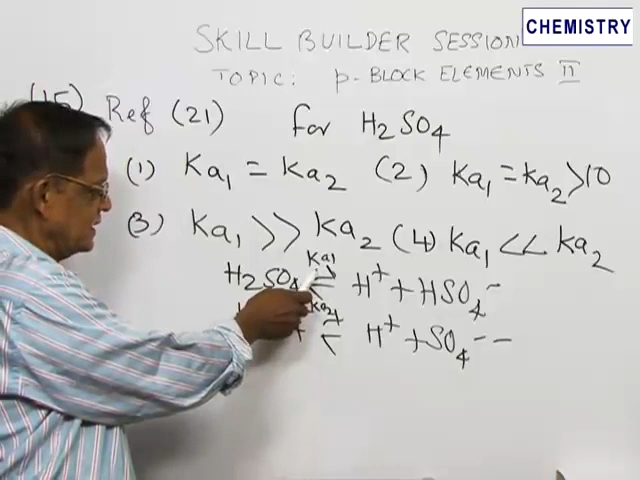 CHEMISTRY
SKILL BUILDER SESSION
TOPIC: p-BLOCK ELEMENTS II
(15) Ref (21) for H₂SO₄
(1) Ka₁ = Ka₂ (2) Ka₁ = Ka₂ > 10
(3) Ka₁ >> Ka₂ (4) Ka₁ << Ka₂
Ka₁
H₂SO₄ ⇌ H⁺ + HSO₄⁻
Ka₂
H⁺ + SO₄⁻⁻